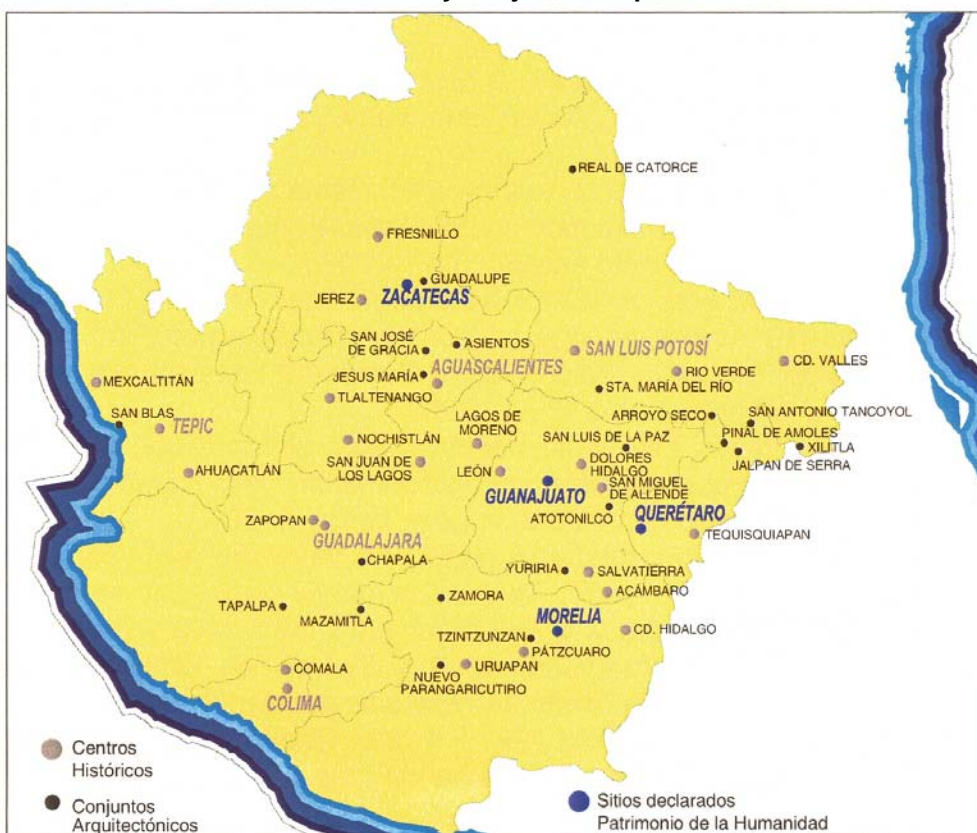 REAL DE CATORCE
FRESNILLO
GUADALUPE
ZACATECAS
JEREZ
SAN JOSÉ
DE GRACIA
ASIENTOS
SAN LUIS POTOSÍ
AGUASCALIENTES
CD. VALLES
MEXCALTITÁN
JESUS MARÍA
RIO VERDE
TLALTENANGO
STA. MARÍA DEL RÍO
SAN BLAS
TEPIC
LAGOS DE
MORENO
ARROYO SECO
SAN ANTONIO TANCOYOL
NOCHISTLÁN
SAN LUIS DE LA PAZ
PINAL DE AMOLES
XILITLA
AHUACATLÁN
SAN JUAN DE
LOS LAGOS
LEÓN
DOLORES
HIDALGO
JALPAN DE SERRA
GUANAJUATO
SAN MIGUEL
DE ALLENDE
ATOTONILCO
QUERÉTARO
ZAPOPAN
GUADALAJARA
TEQUISQUIAPAN
CHAPALA
YURIRIA
SALVATIERRA
ACÁMBARO
TAPALPA
MAZAMITLA
ZAMORA
MORELIA
CD. HIDALGO
TZINTZUNZAN
PÁTZCUARO
COMALA
URUAPAN
NUEVO
PARANGARICUTIRO
COLIMA
Centros
Históricos
Conjuntos
Arquitectónicos
Sitios declarados
Patrimonio de la Humanidad